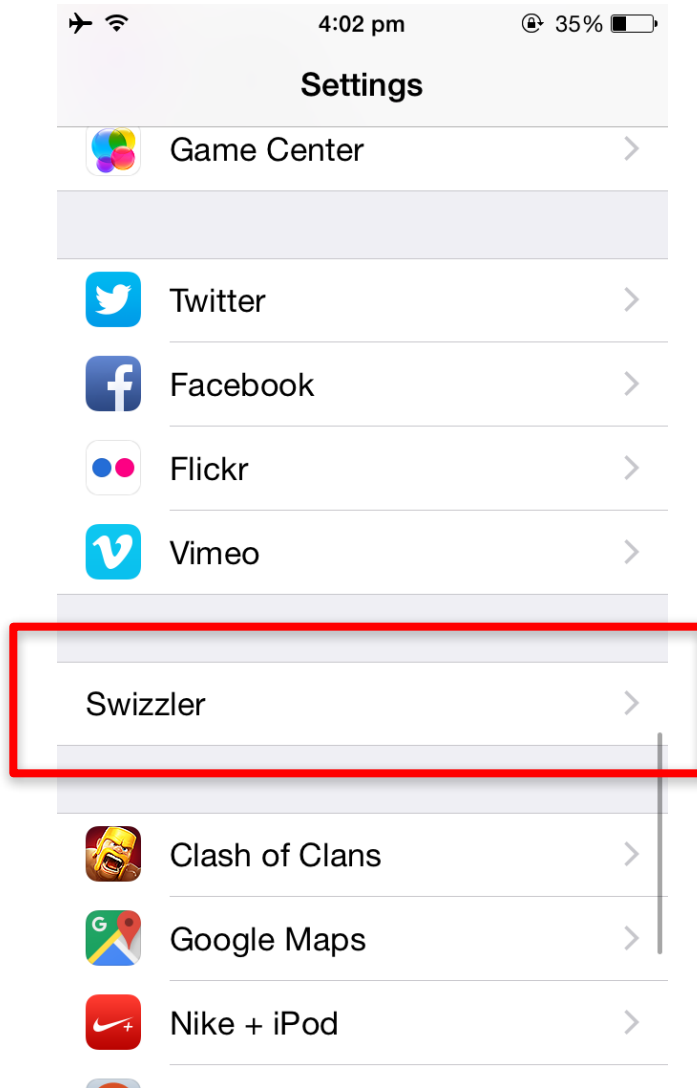 4:02 pm
35%
Settings
Game Center
Twitter
Facebook
Flickr
Vimeo
Swizzler
Clash of Clans
Google Maps
Nike + iPod